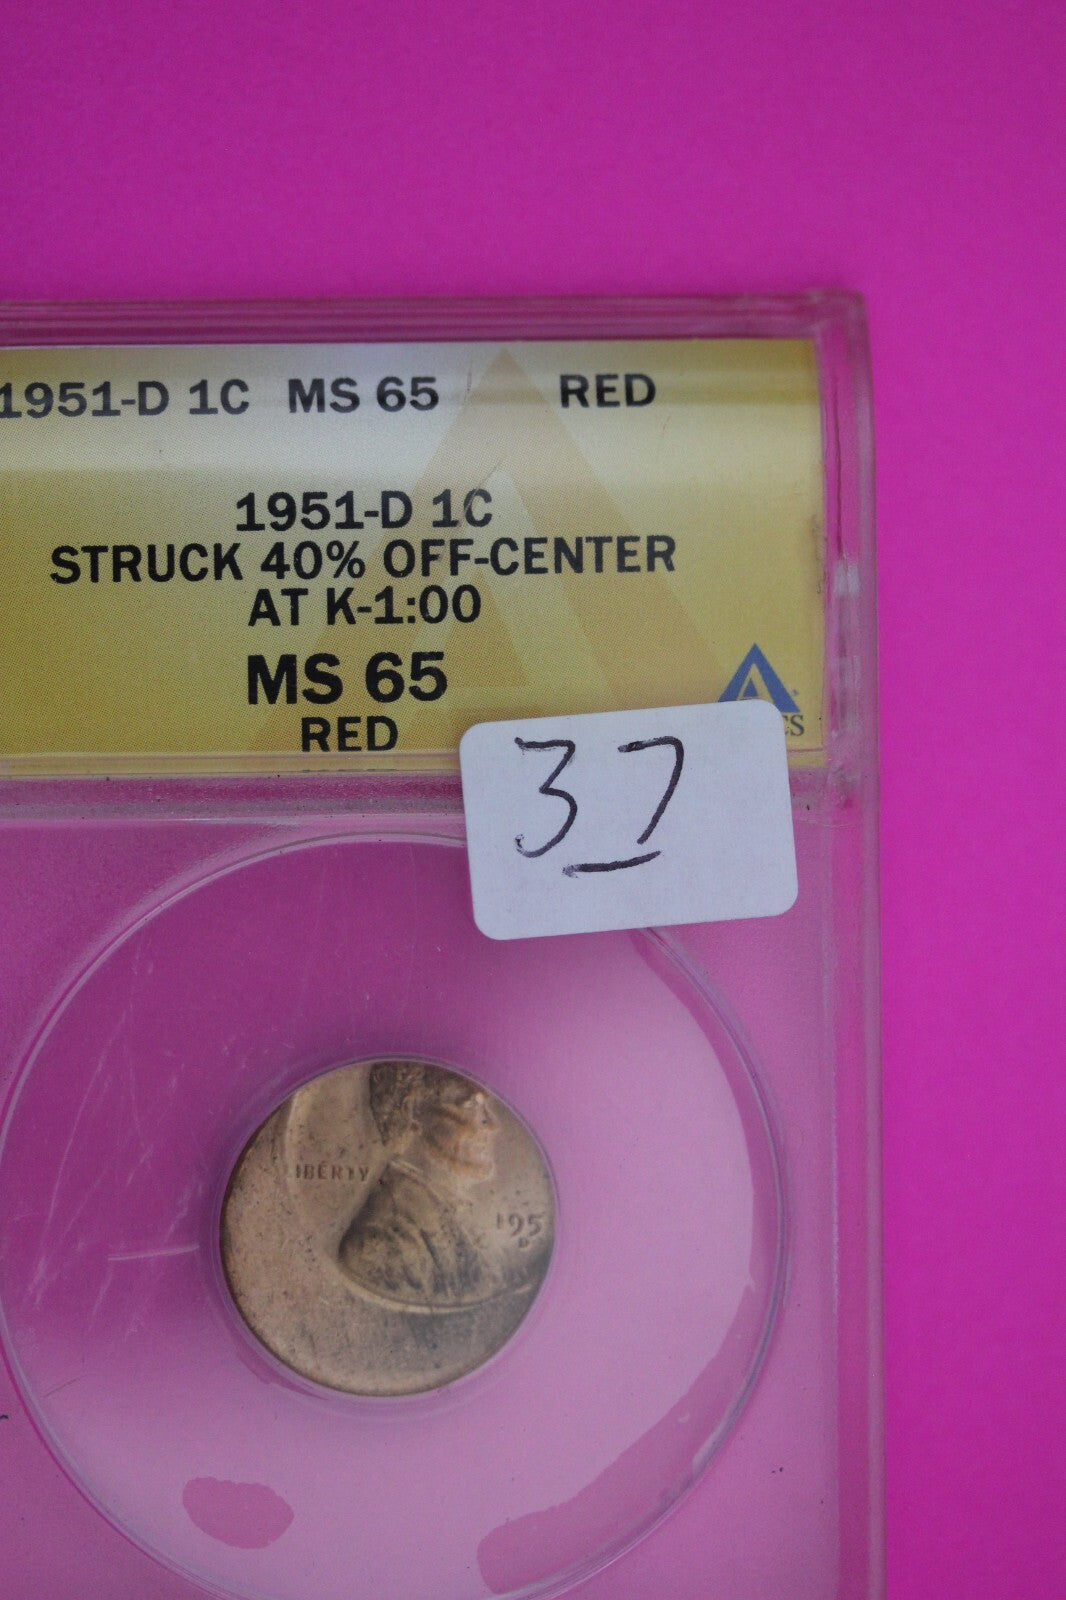 1951-D 1C MS 65 RED
1951-D 1C
STRUCK 40% OFF-CENTER
AT K-1:00
MS 65
RED
37
LIBERTY
195
D